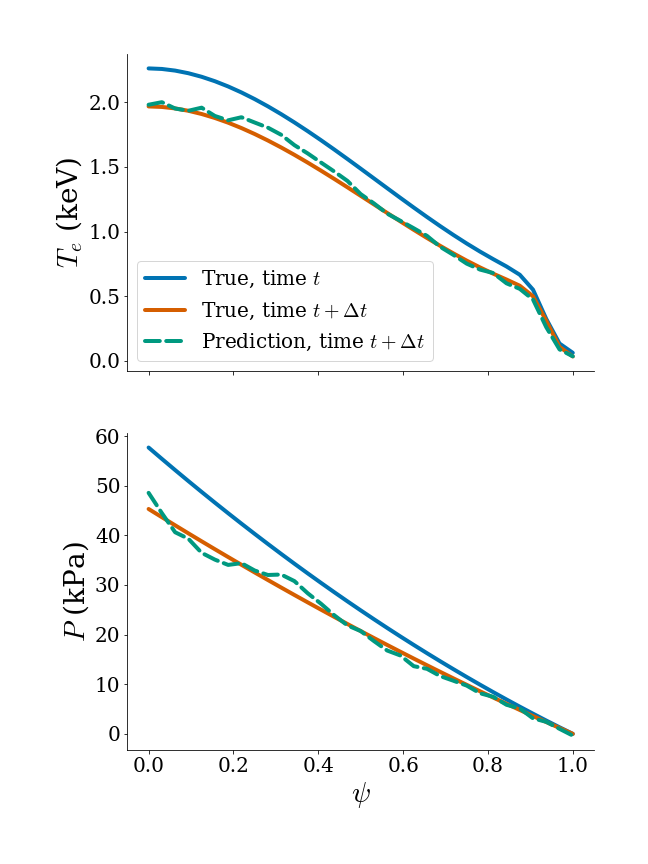 2.0
1.5
1.0
0.5
0.0
T_e (keV)
True, time t
True, time t + Δt
Prediction, time t + Δt
60
50
40
30
20
10
0
P (kPa)
0.0 0.2 0.4 0.6 0.8 1.0
ψ